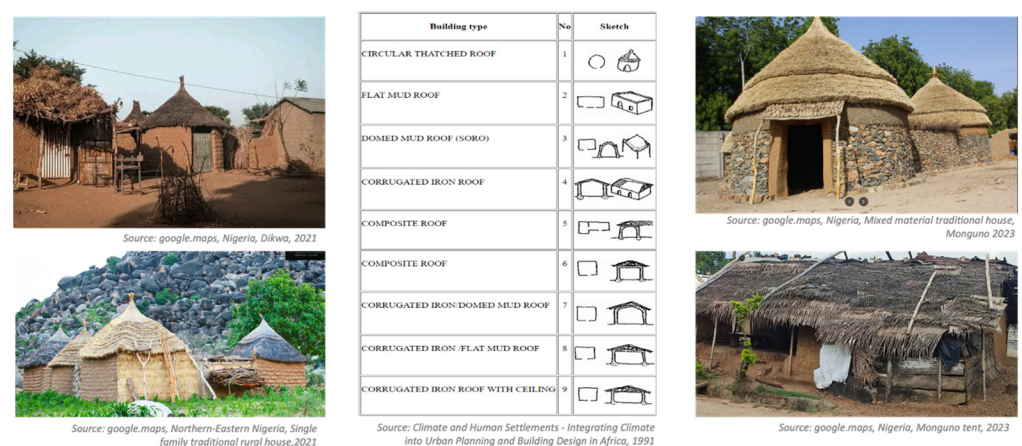 Building type No Sketch
CIRCULAR THATCHED ROOF 1
FLAT MUD ROOF 2
DOMED MUD ROOF (SORO) 3
CORRUGATED IRON ROOF 4
COMPOSITE ROOF 5
COMPOSITE ROOF 6
CORRUGATED IRON/DOMED MUD ROOF 7
CORRUGATED IRON /FLAT MUD ROOF 8
CORRUGATED IRON ROOF WITH CEILING 9
Source: google.maps, Nigeria, Dikwa, 2021
Source: google.maps, Northern-Eastern Nigeria, Single
family traditional rural house,2021
Source: Climate and Human Settlements - Integrating Climate
into Urban Planning and Building Design in Africa, 1991
Source: google.maps, Nigeria, Mixed material traditional house,
Monguno 2023
Source: google.maps, Nigeria, Monguno tent, 2023